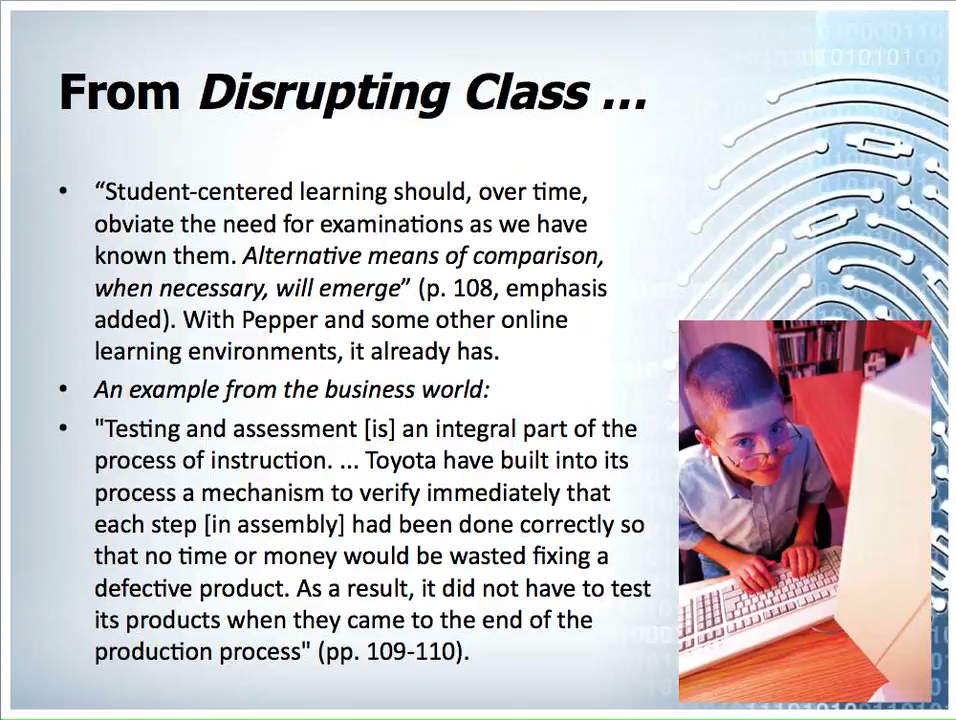 From Disrupting Class ...
• “Student-centered learning should, over time,
obviate the need for examinations as we have
known them. Alternative means of comparison,
when necessary, will emerge” (p. 108, emphasis
added). With Pepper and some other online
learning environments, it already has.
• An example from the business world:
• "Testing and assessment [is] an integral part of the
process of instruction. ... Toyota have built into its
process a mechanism to verify immediately that
each step [in assembly] had been done correctly so
that no time or money would be wasted fixing a
defective product. As a result, it did not have to test
its products when they came to the end of the
production process" (pp. 109-110).